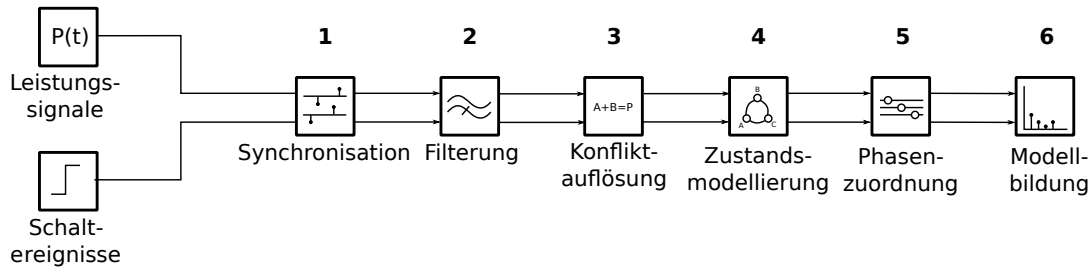 P(t)
Leistungs-
signale
Schalt-
ereignisse
1
Synchronisation
2
Filterung
3
A+B=P
Konflikt-
auflösung
4
B
A
C
Zustands-
modellierung
5
Phasen-
zuordnung
6
Modell-
bildung